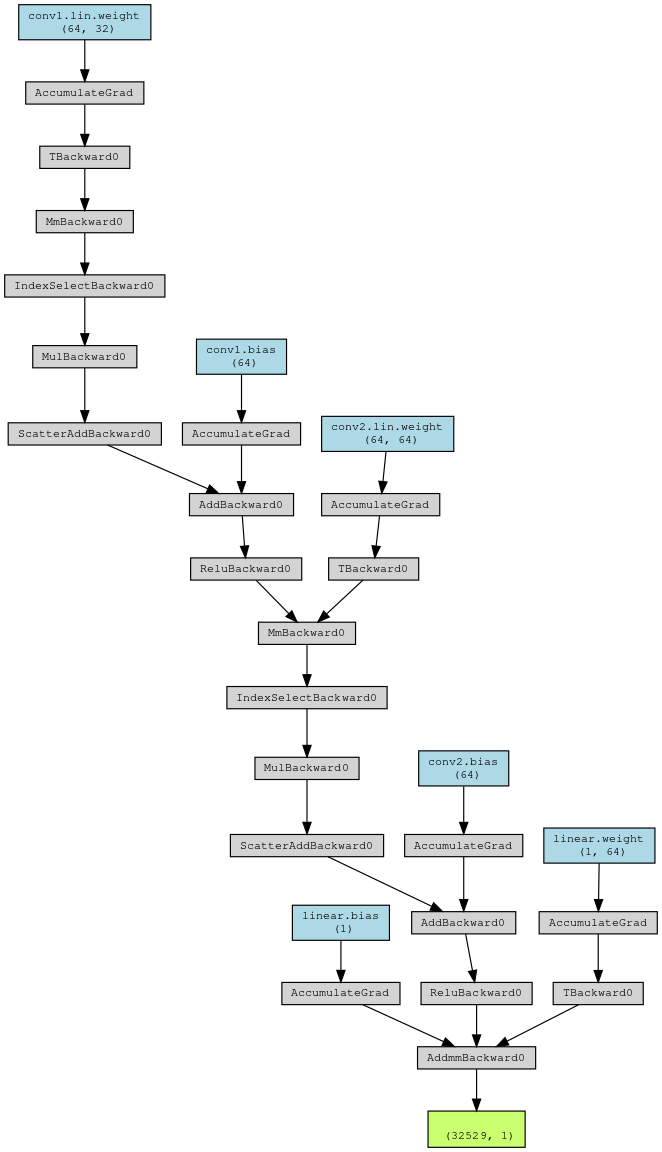 conv1.lin.weight
(64, 32)
AccumulateGrad
TBackward0
MmBackward0
IndexSelectBackward0
MulBackward0
conv1.bias
(64)
ScatterAddBackward0
AccumulateGrad
conv2.lin.weight
(64, 64)
AddBackward0
AccumulateGrad
ReluBackward0
TBackward0
MmBackward0
IndexSelectBackward0
MulBackward0
conv2.bias
(64)
ScatterAddBackward0
AccumulateGrad
linear.weight
(1, 64)
linear.bias
(1)
AddBackward0
AccumulateGrad
AccumulateGrad
ReluBackward0
TBackward0
AddmmBackward0
(32529, 1)